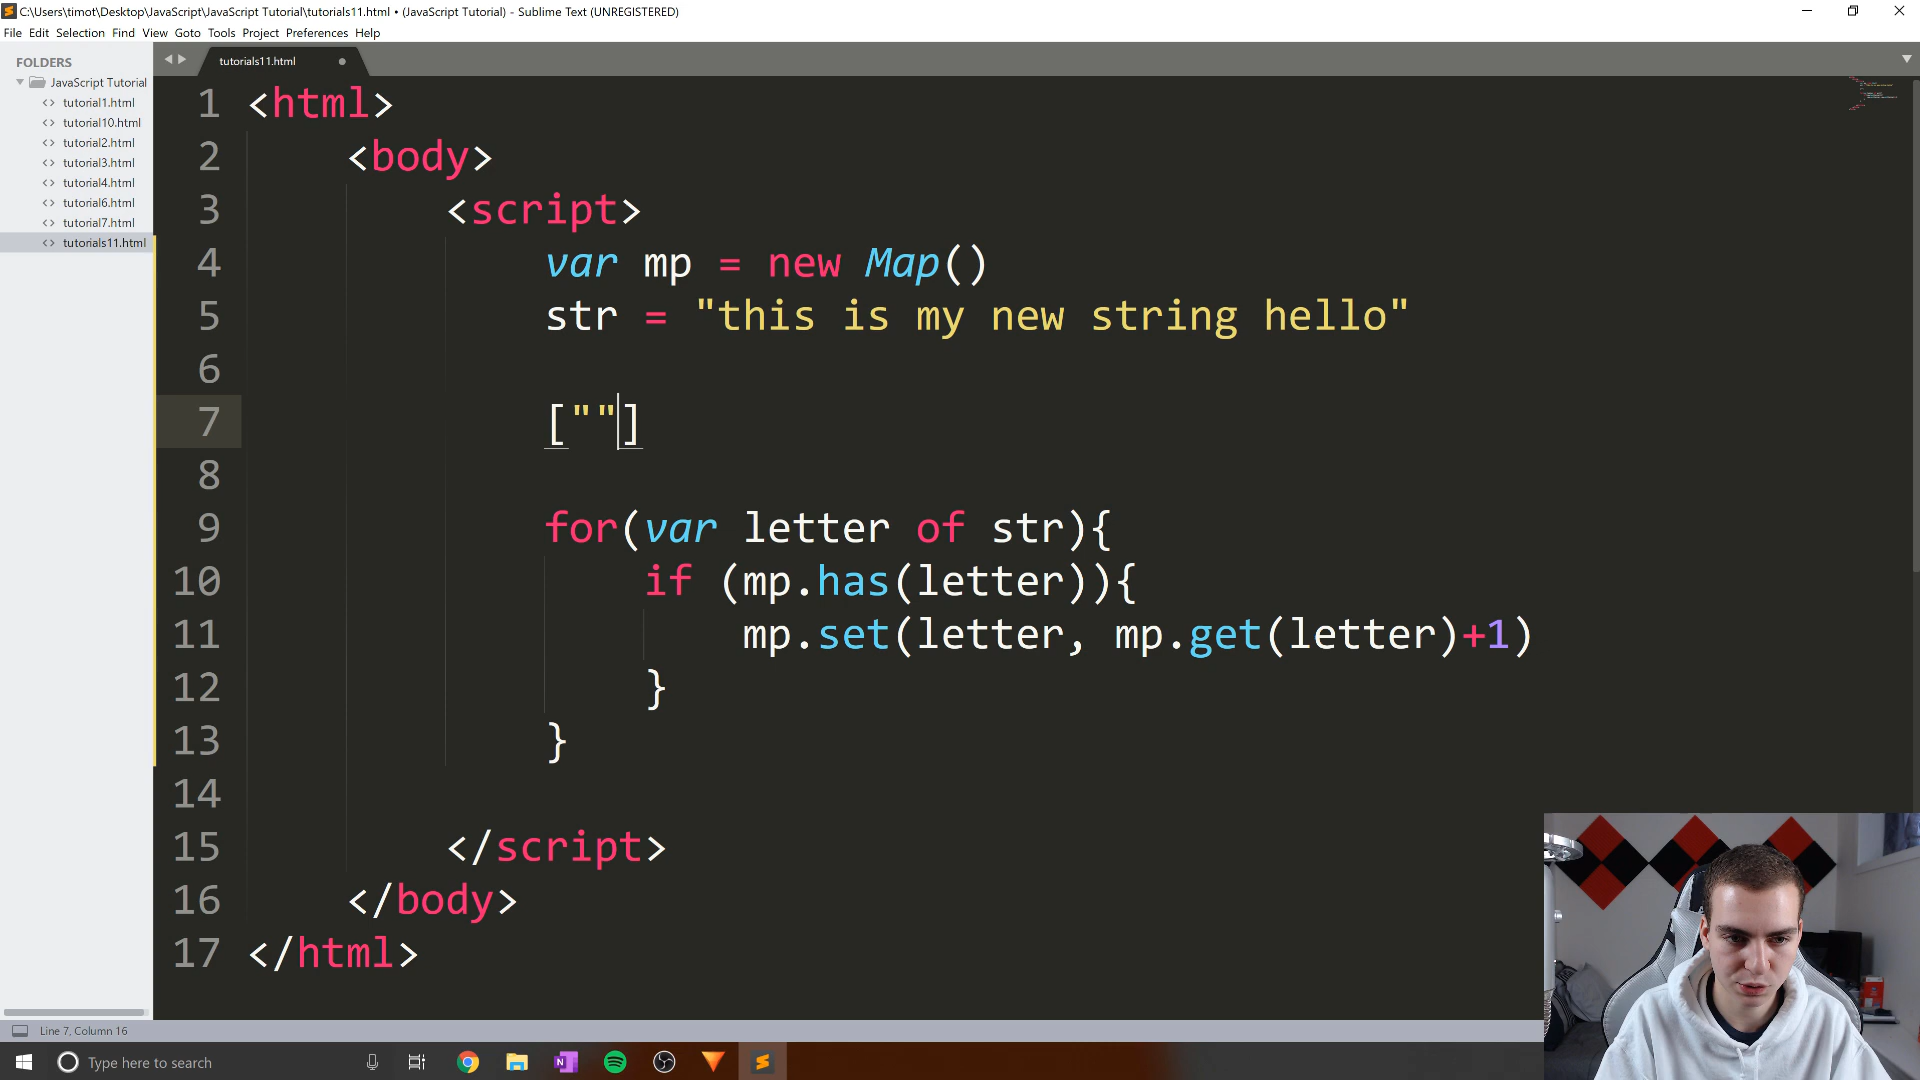 C:\Users\timot\Desktop\JavaScript\JavaScript Tutorial\tutorials11.html • (JavaScript Tutorial) - Sublime Text (UNREGISTERED)
File Edit Selection Find View Goto Tools Project Preferences Help
FOLDERS
JavaScript Tutorial
tutorial1.html
tutorial10.html
tutorial2.html
tutorial3.html
tutorial4.html
tutorial6.html
tutorial7.html
tutorials11.html
tutorials11.html
1 <html>
2 <body>
3 <script>
4 var mp = new Map()
5 str = "this is my new string hello"
6
7 [""]
8
9 for(var letter of str){
10 if (mp.has(letter)){
11 mp.set(letter, mp.get(letter)+1)
12 }
13 }
14
15 </script>
16 </body>
17 </html>
Line 7, Column 16
Type here to search